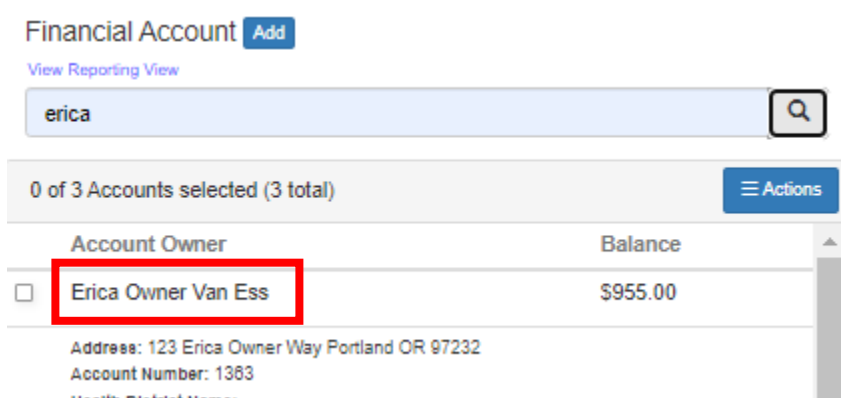 Financial Account Add
View Reporting View
erica
0 of 3 Accounts selected (3 total) Actions
Account Owner Balance
Erica Owner Van Ess $955.00
Address: 123 Erica Owner Way Portland OR 97232
Account Number: 1363